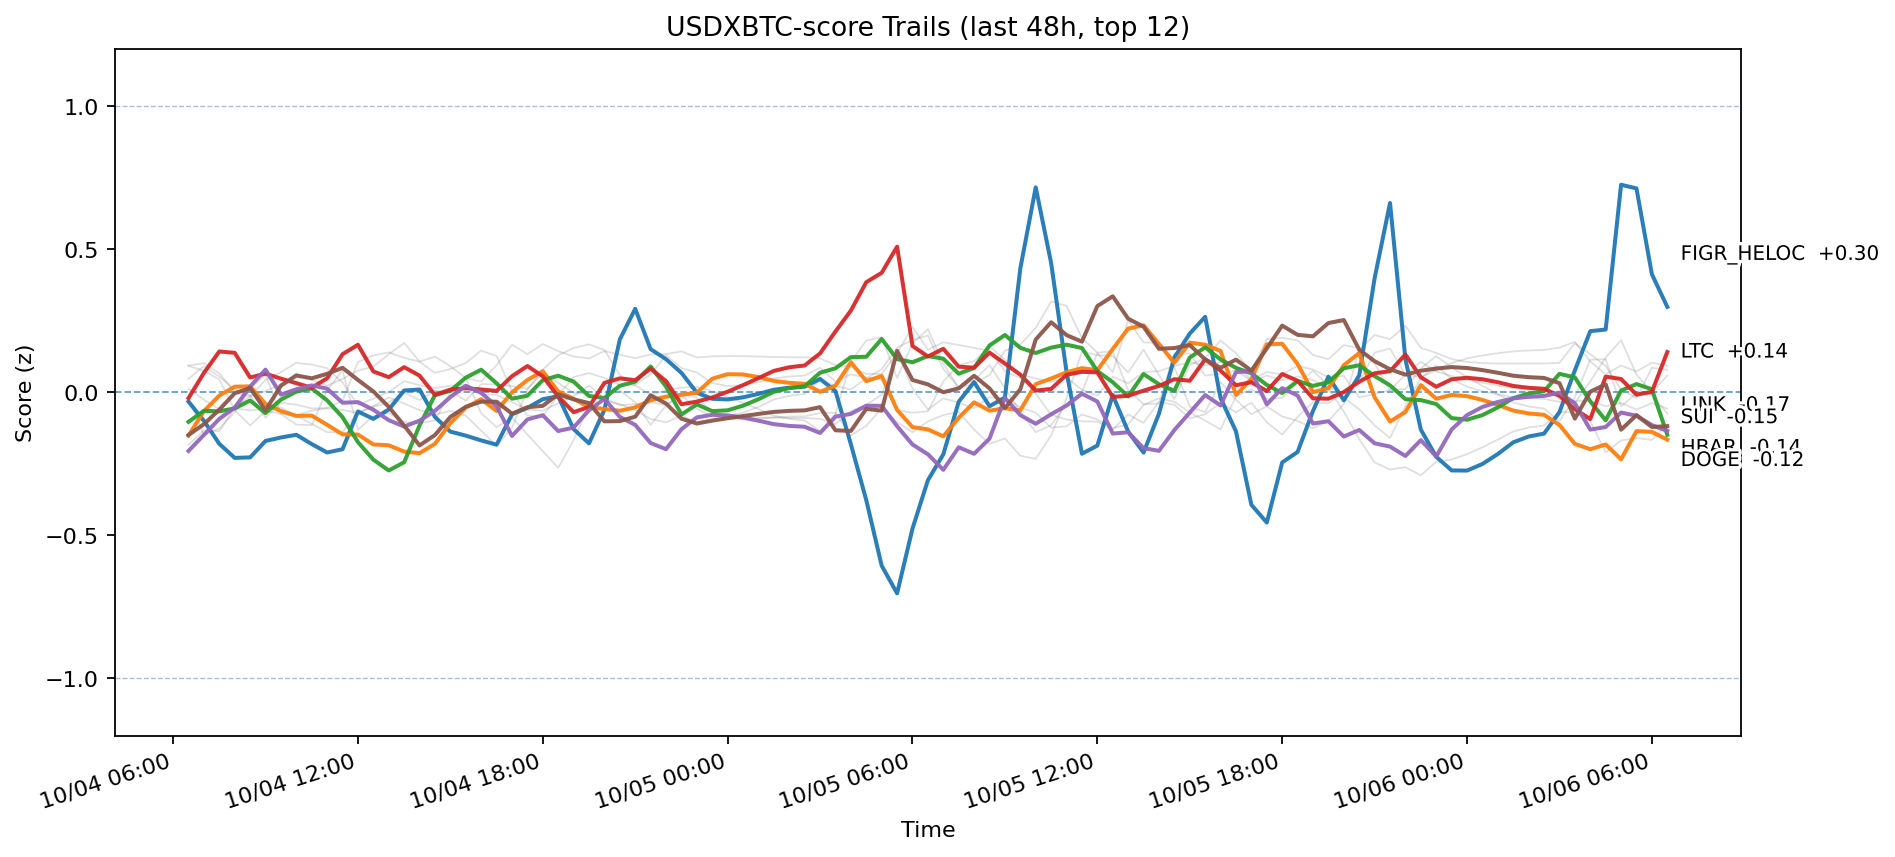 USDXBTC-score Trails (last 48h, top 12)
Score (z)
1.0
0.5
0.0
−0.5
−1.0
FIGR_HELOC +0.30
LTC +0.14
LINK -0.17
SUI -0.15
HBAR -0.14
DOGE -0.12
10/04 06:00
10/04 12:00
10/04 18:00
10/05 00:00
10/05 06:00
10/05 12:00
10/05 18:00
10/06 00:00
10/06 06:00
Time